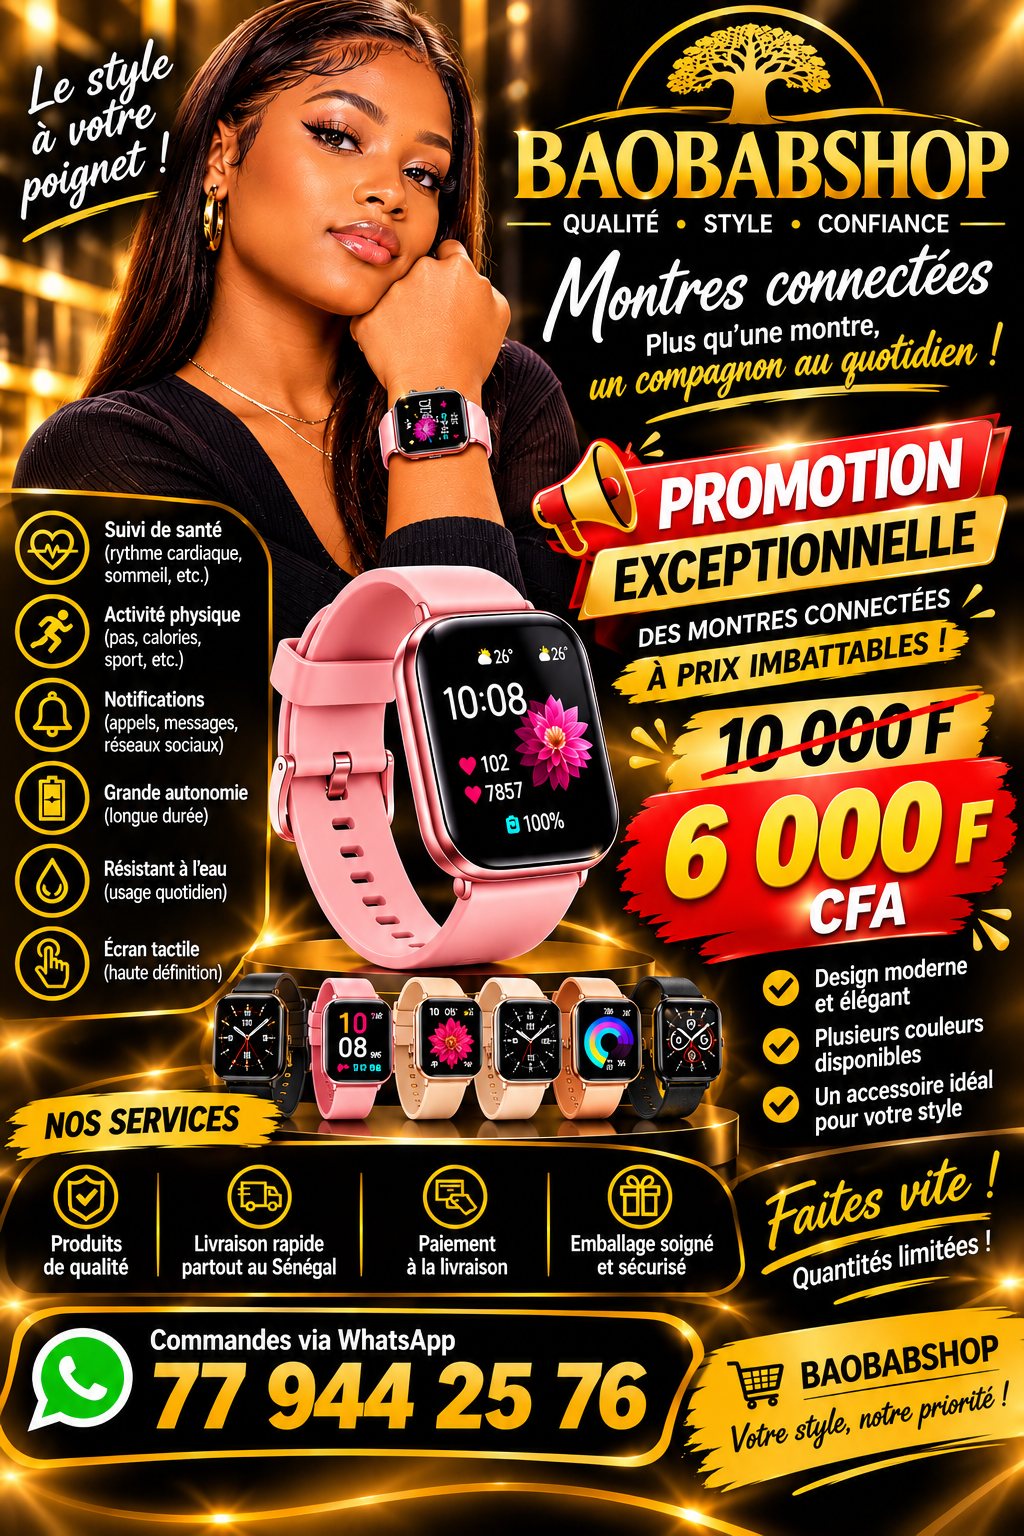 Le style
à votre
poignet !
BAOBABSHOP
QUALITÉ • STYLE • CONFIANCE
Montres connectées
Plus qu'une montre,
un compagnon au quotidien !
PROMOTION
EXCEPTIONNELLE
DES MONTRES CONNECTÉES
À PRIX IMBATTABLES !
10 000 F
6 000 F
CFA
Suivi de santé
(rythme cardiaque,
sommeil, etc.)
Activité physique
(pas, calories,
sport, etc.)
Notifications
(appels, messages,
réseaux sociaux)
Grande autonomie
(longue durée)
Résistant à l'eau
(usage quotidien)
Écran tactile
(haute définition)
26° 26°
10:08
102
7857
100%
10
08
Design moderne
et élégant
Plusieurs couleurs
disponibles
Un accessoire idéal
pour votre style
NOS SERVICES
Produits
de qualité
Livraison rapide
partout au Sénégal
Paiement
à la livraison
Emballage soigné
et sécurisé
Faites vite !
Quantités limitées !
Commandes via WhatsApp
77 944 25 76
BAOBABSHOP
Votre style, notre priorité !